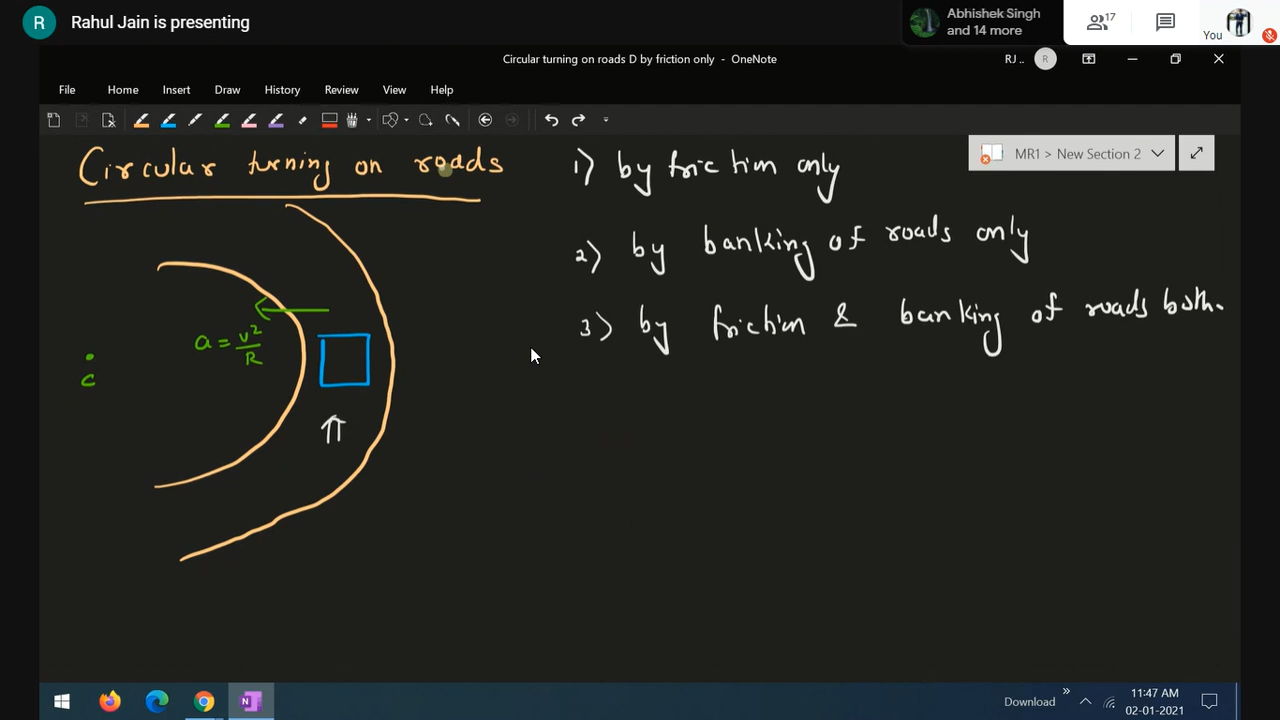 R Rahul Jain is presenting
Abhishek Singh
and 14 more
17
You
Circular turning on roads D by friction only - OneNote
RJ .. R
File Home Insert Draw History Review View Help
MR1 > New Section 2
Circular turning on roads
1) by friction only
2) by banking of roads only
3) by friction & banking of roads both.
a = v²/R
C
⇑
N
Download
11:47 AM
02-01-2021